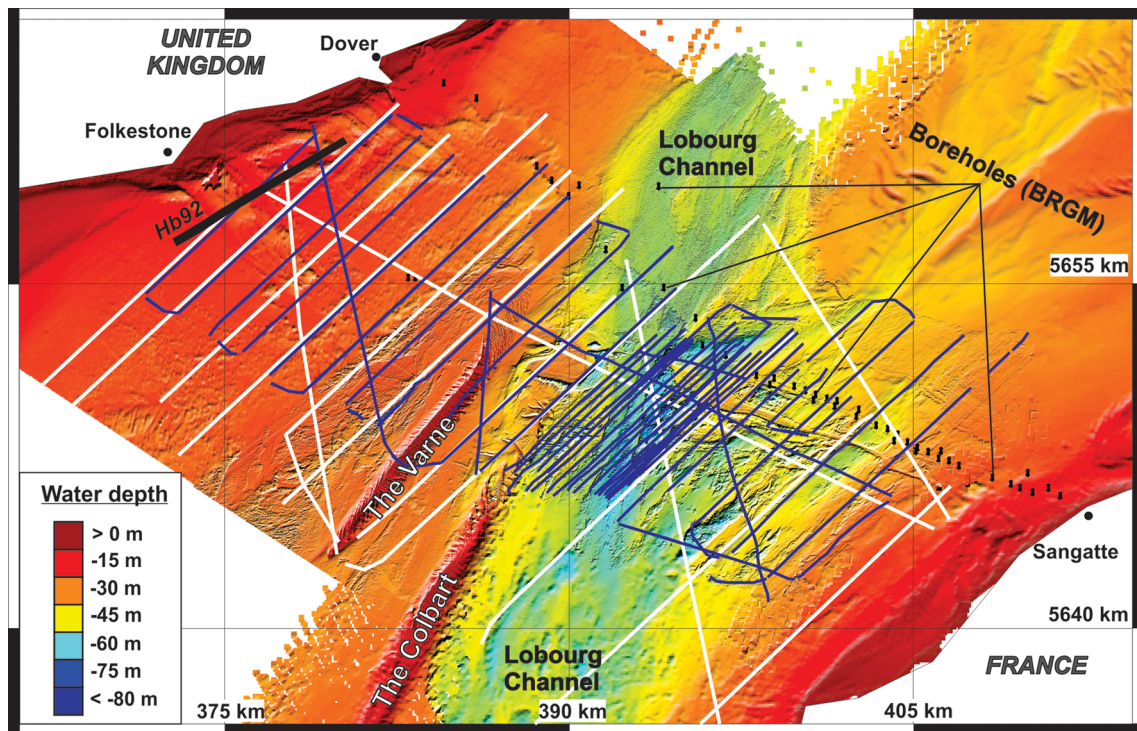 UNITED
KINGDOM
Dover
Folkestone
Hb92
Lobourg
Channel
Boreholes (BRGM)
5655 km
The Varne
The Colbart
Water depth
> 0 m
-15 m
-30 m
-45 m
-60 m
-75 m
< -80 m
Sangatte
5640 km
Lobourg
Channel
FRANCE
375 km
390 km
405 km